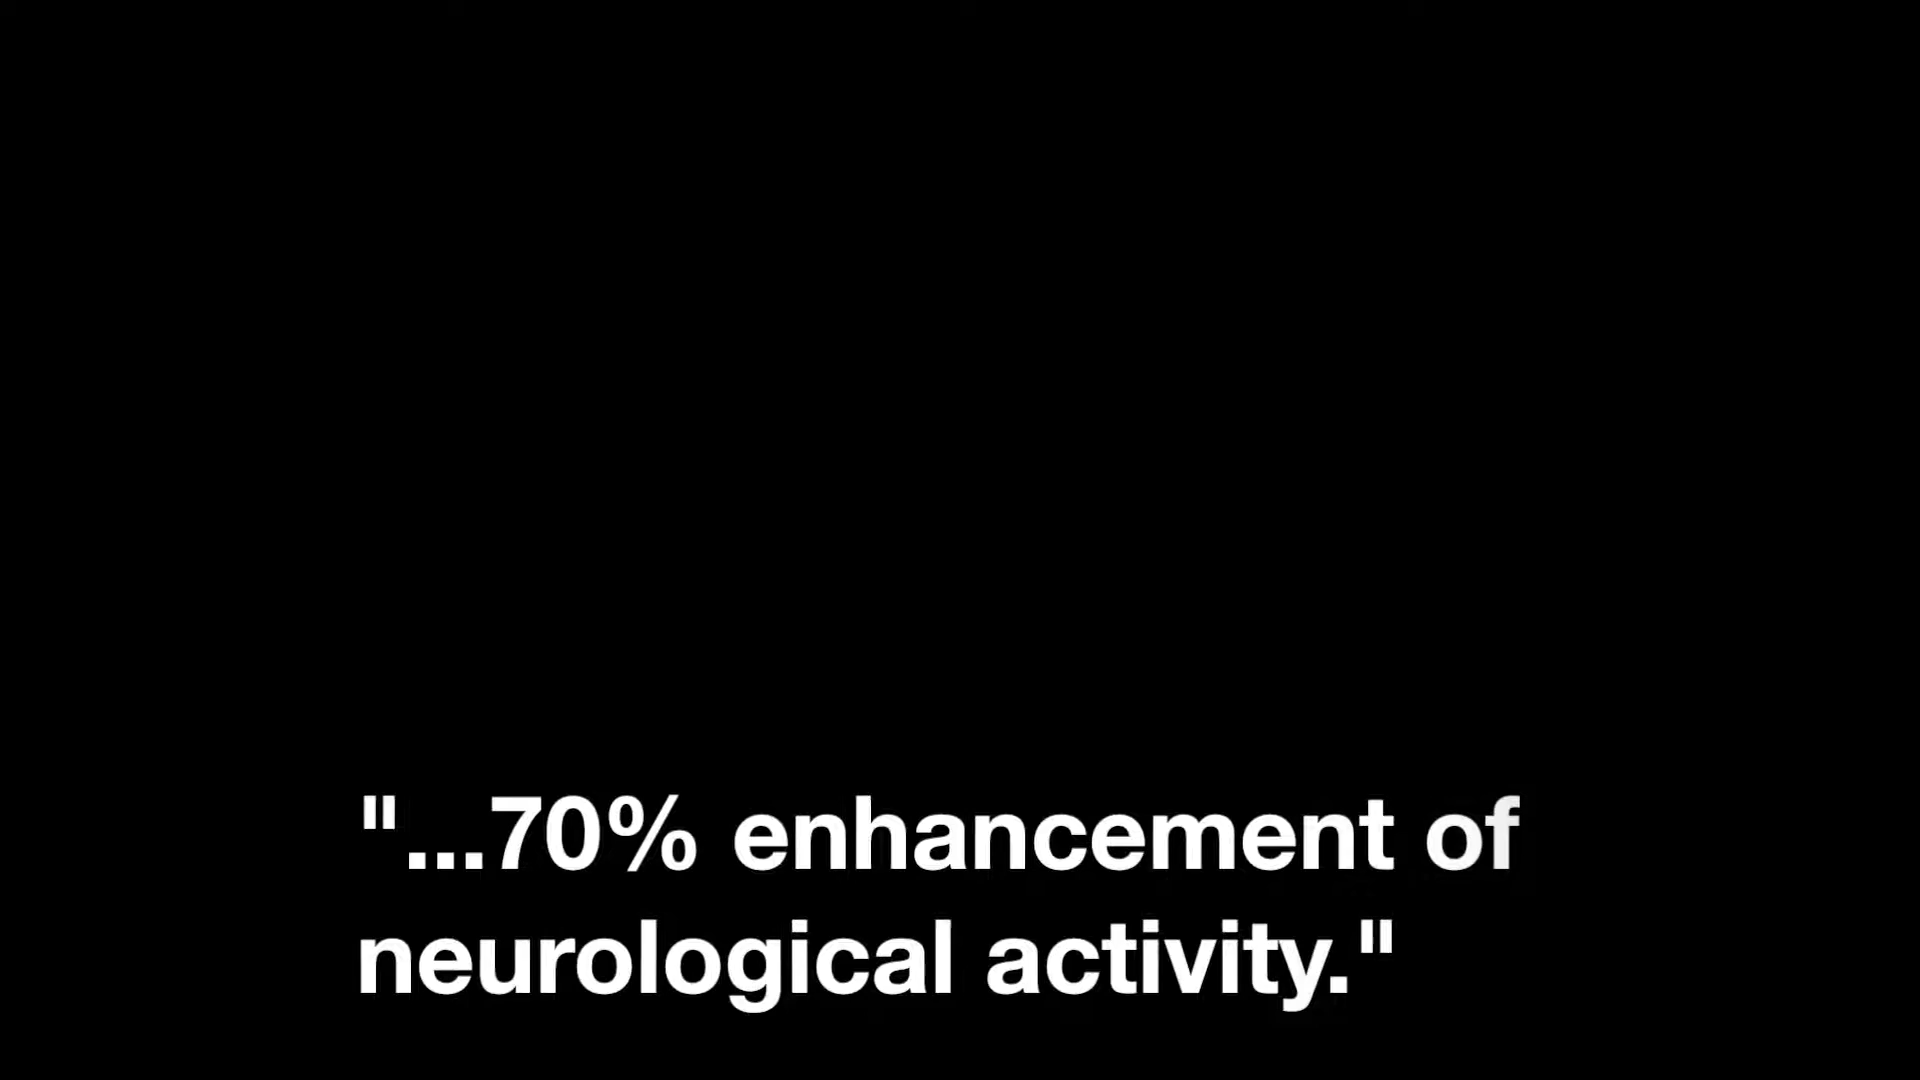 "...70% enhancement of
neurological activity."